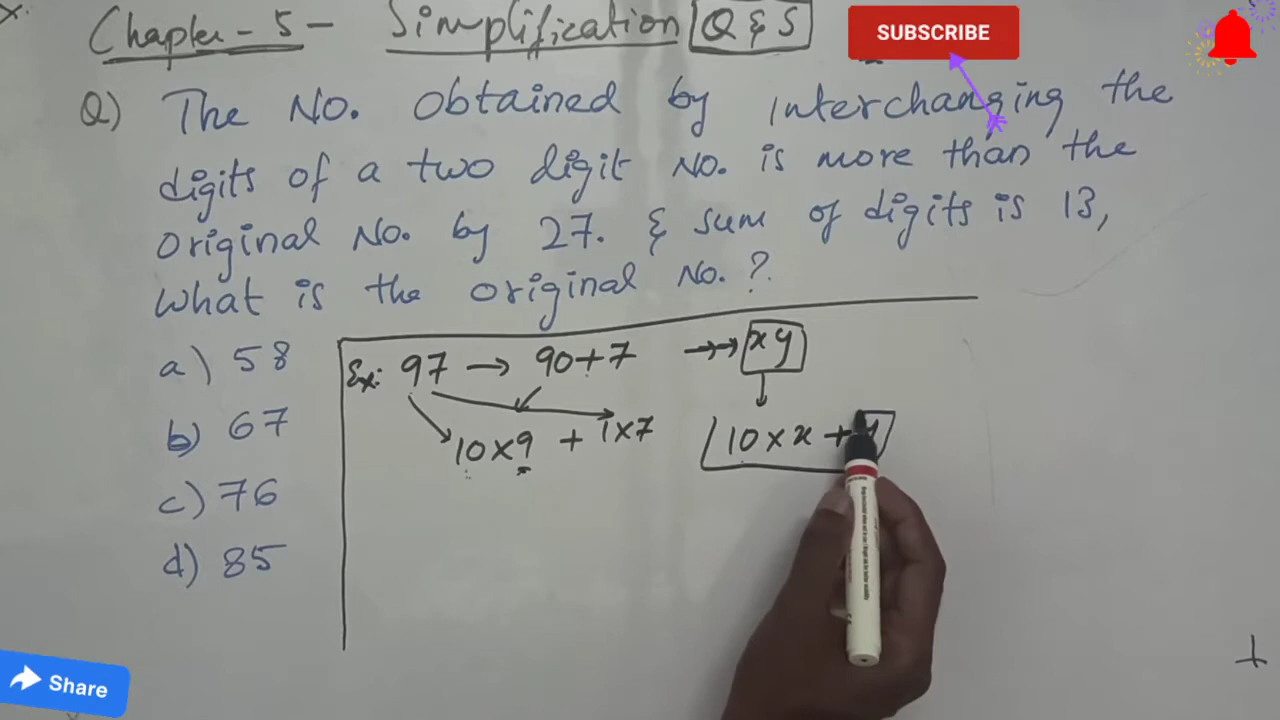 Chapter - 5 - Simplification Q & S
SUBSCRIBE
Q) The No. obtained by interchanging the
digits of a two digit No. is more than the
original No. by 27. & sum of digits is 13,
What is the original No. ?
a) 58
b) 67
c) 76
d) 85
Ex: 97 → 90+7 →→ xy
10×9 + 1×7
10×x +
Share